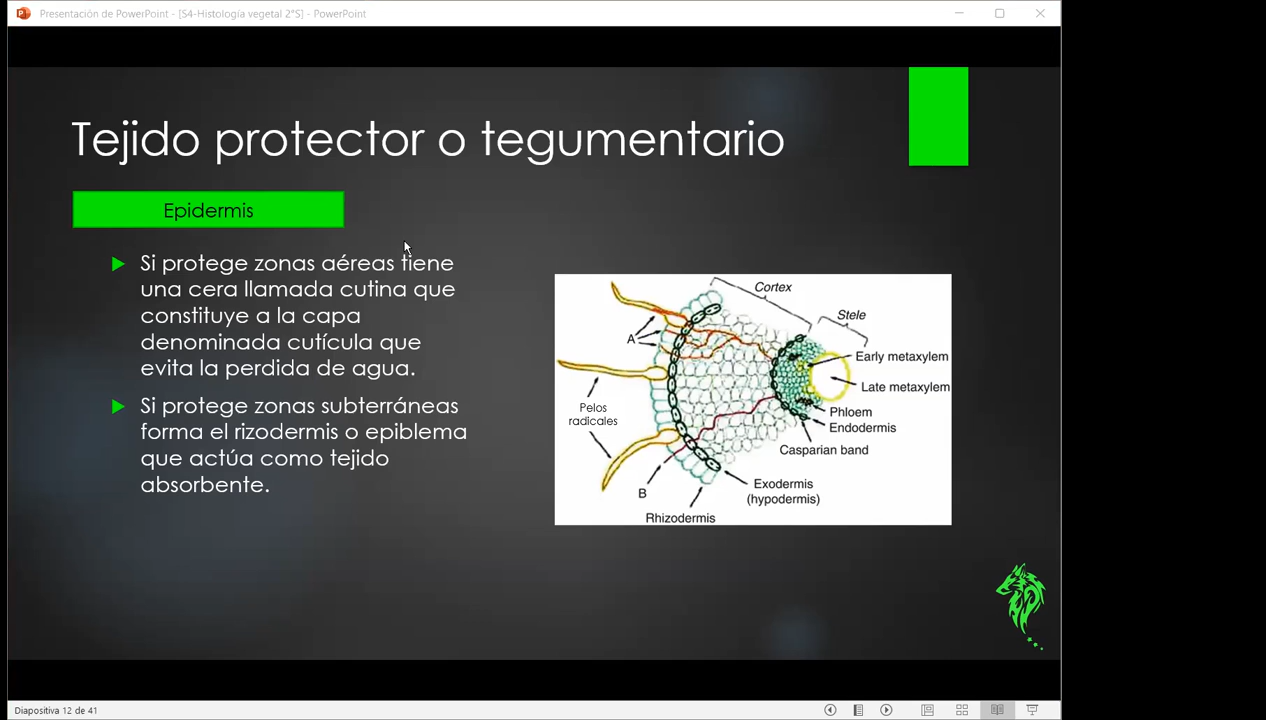 Presentación de PowerPoint - [S4-Histología vegetal 2°S] - PowerPoint
Tejido protector o tegumentario
Epidermis
Si protege zonas aéreas tiene
una cera llamada cutina que
constituye a la capa
denominada cutícula que
evita la perdida de agua.
Si protege zonas subterráneas
forma el rizodermis o epiblema
que actúa como tejido
absorbente.
Cortex
Stele
A
Early metaxylem
Late metaxylem
Pelos
radicales
Phloem
Endodermis
Casparian band
B
Exodermis
(hypodermis)
Rhizodermis
Diapositiva 12 de 41